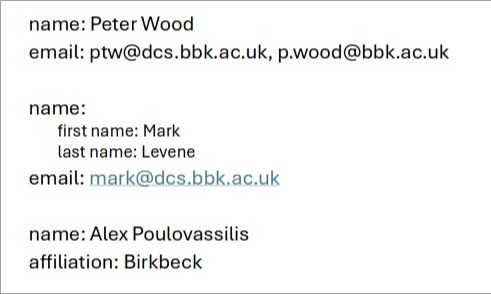 name: Peter Wood
email: ptw@dcs.bbk.ac.uk, p.wood@bbk.ac.uk
name:
first name: Mark
last name: Levene
email: mark@dcs.bbk.ac.uk
name: Alex Poulovassilis
affiliation: Birkbeck